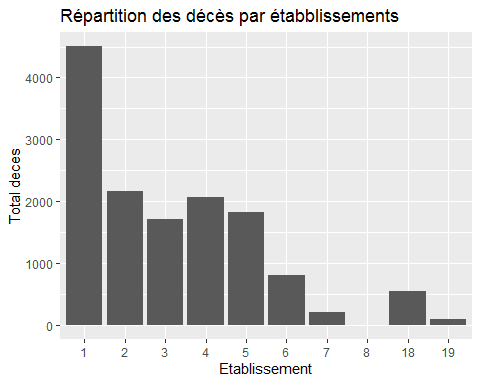 Répartition des décès par étabblissements
Total deces
4000
3000
2000
1000
0
1 2 3 4 5 6 7 8 18 19
Etablissement